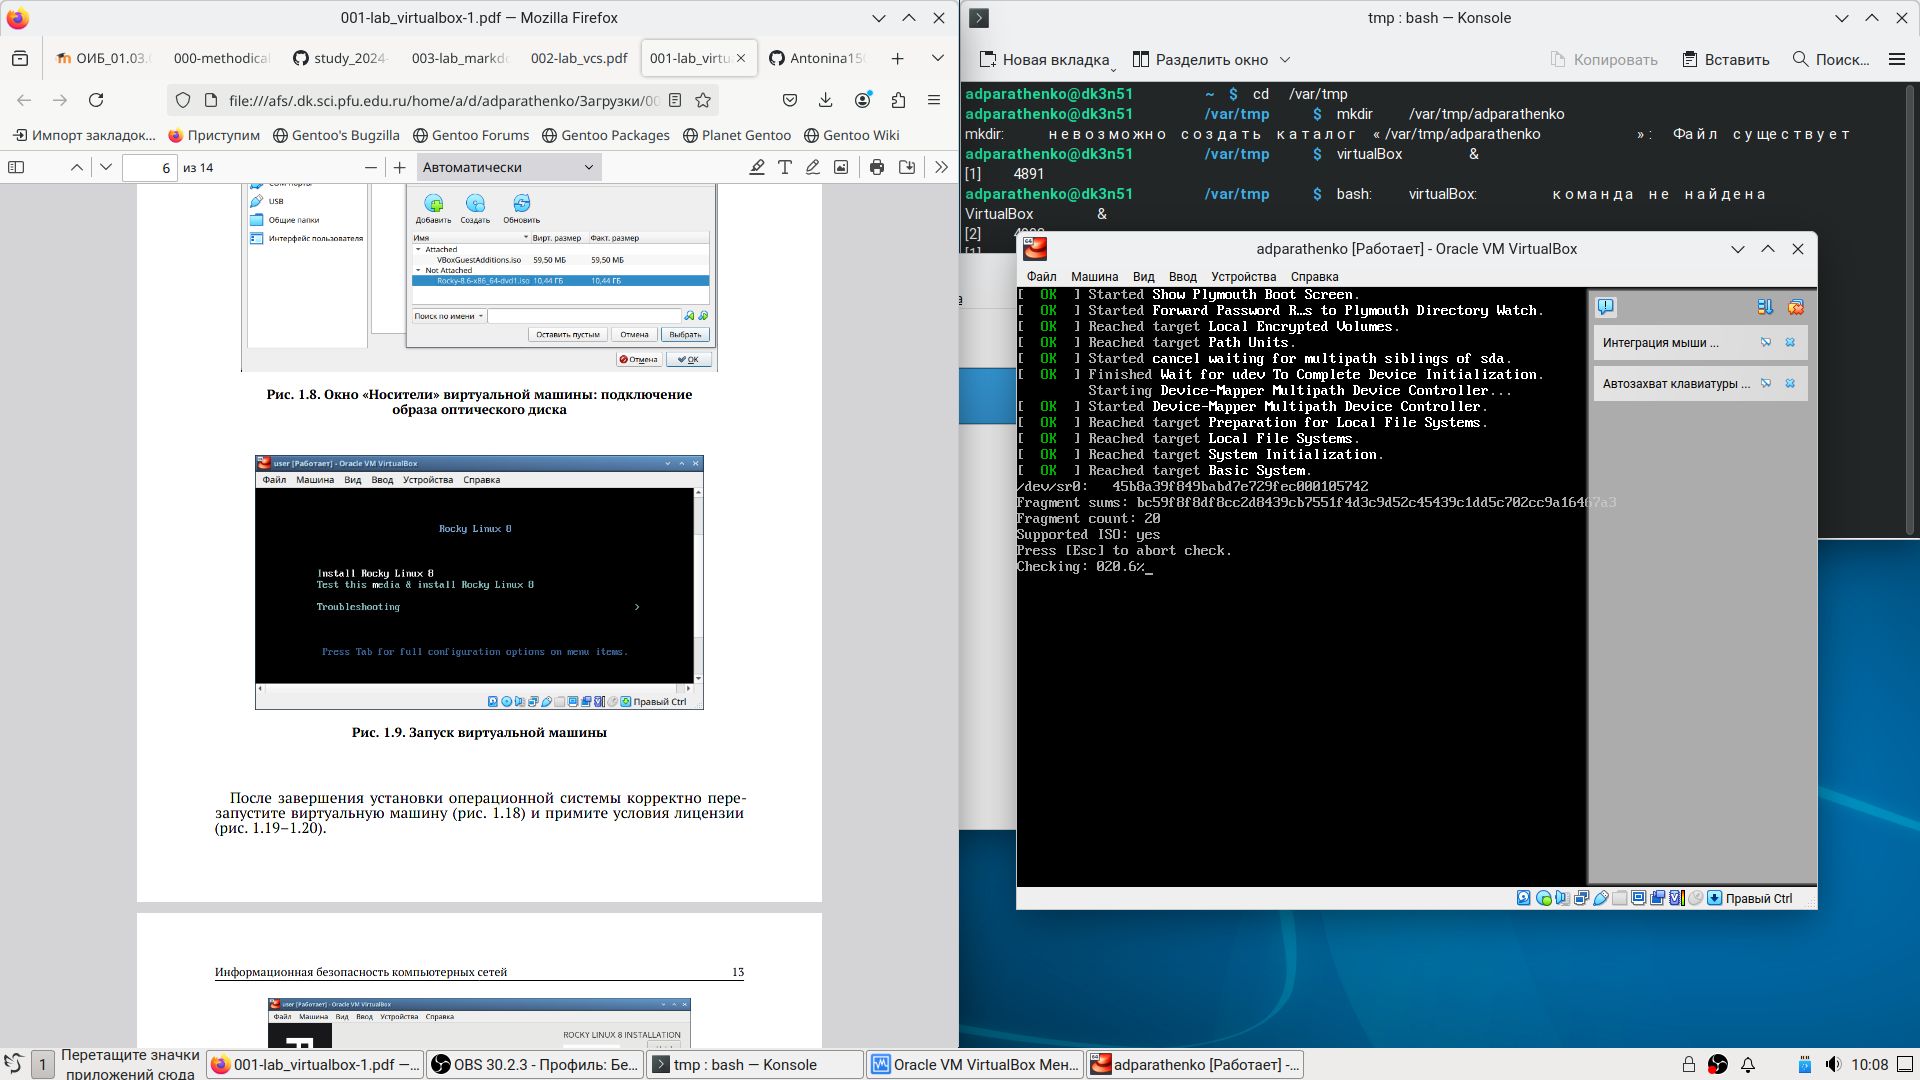 001-lab_virtualbox-1.pdf — Mozilla Firefox
ОИБ_01.03.0
000-methodical
study_2024-
003-lab_markdo
002-lab_vcs.pdf
001-lab_virtu
Antonina150
file:///afs/.dk.sci.pfu.edu.ru/home/a/d/adparathenko/Загрузки/00
Импорт закладок...
Приступим
Gentoo's Bugzilla
Gentoo Forums
Gentoo Packages
Planet Gentoo
Gentoo Wiki
6 из 14
Автоматически
USB
Общие папки
Интерфейс пользователя
Добавить Создать Обновить
Имя Вирт. размер Факт. размер
Attached
VBoxGuestAdditions.iso 59,50 МБ 59,50 МБ
Not Attached
Rocky-8.6-x86_64-dvd1.iso 10,44 ГБ 10,44 ГБ
Поиск по имени
Оставить пустым Отмена Выбрать
Отмена OK
Рис. 1.8. Окно «Носители» виртуальной машины: подключение
образа оптического диска
user [Работает] - Oracle VM VirtualBox
Файл Машина Вид Ввод Устройства Справка
Rocky Linux 8
Install Rocky Linux 8
Test this media & install Rocky Linux 8
Troubleshooting >
Press Tab for full configuration options on menu items.
Правый Ctrl
Рис. 1.9. Запуск виртуальной машины
После завершения установки операционной системы корректно пере-
запустите виртуальную машину (рис. 1.18) и примите условия лицензии
(рис. 1.19–1.20).
Информационная безопасность компьютерных сетей 13
user [Работает] - Oracle VM VirtualBox
Файл Машина Вид Ввод Устройства Справка
ROCKY LINUX 8 INSTALLATION
tmp : bash — Konsole
Новая вкладка
Разделить окно
Копировать
Вставить
Поиск...
adparathenko@dk3n51 ~ $ cd /var/tmp
adparathenko@dk3n51 /var/tmp $ mkdir /var/tmp/adparathenko
mkdir: невозможно создать каталог «/var/tmp/adparathenko»: Файл существует
adparathenko@dk3n51 /var/tmp $ virtualBox &
[1] 4891
adparathenko@dk3n51 /var/tmp $ bash: virtualBox: команда не найдена
VirtualBox &
[2]
adparathenko [Работает] - Oracle VM VirtualBox
Файл Машина Вид Ввод Устройства Справка
[ OK ] Started Show Plymouth Boot Screen.
[ OK ] Started Forward Password R…s to Plymouth Directory Watch.
[ OK ] Reached target Local Encrypted Volumes.
[ OK ] Reached target Path Units.
[ OK ] Started cancel waiting for multipath siblings of sda.
[ OK ] Finished Wait for udev To Complete Device Initialization.
Starting Device-Mapper Multipath Device Controller...
[ OK ] Started Device-Mapper Multipath Device Controller.
[ OK ] Reached target Preparation for Local File Systems.
[ OK ] Reached target Local File Systems.
[ OK ] Reached target System Initialization.
[ OK ] Reached target Basic System.
/dev/sr0: 45b8a39f849babd7e729fec000105742
Fragment sums: bc59f8f8df8cc2d8439cb7551f4d3c9d52c45439c1dd5c702cc9a16467a3
Fragment count: 20
Supported ISO: yes
Press [Esc] to abort check.
Checking: 020.6%_
Интеграция мыши ...
Автозахват клавиатуры ...
Правый Ctrl
1
Перетащите значки
приложений сюда
001-lab_virtualbox-1.pdf —...
OBS 30.2.3 - Профиль: Бе...
tmp : bash — Konsole
Oracle VM VirtualBox Мен...
adparathenko [Работает] -...
10:08